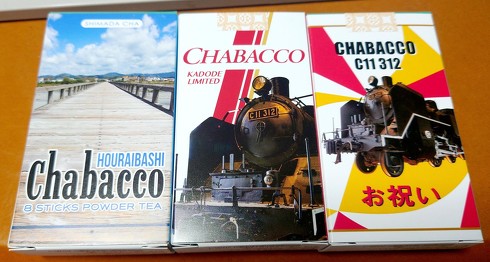 SHIMADA CHA
HOURAIBASHI
Chabacco
8 STICKS POWDER TEA
CHABACCO
KADODE
LIMITED
C11 312
CHABACCO
C11 312
お祝い